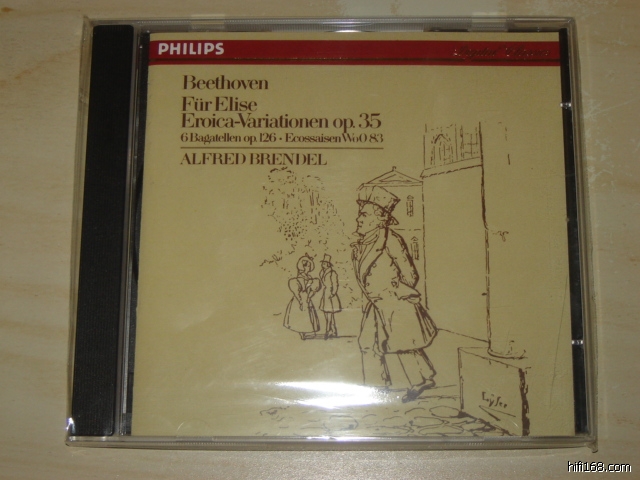 PHILIPS
Beethoven
Für Elise
Eroica-Variationen op. 35
6 Bagatellen op. 126 - Ecossaisen WoO 83
ALFRED BRENDEL
hifi168.com